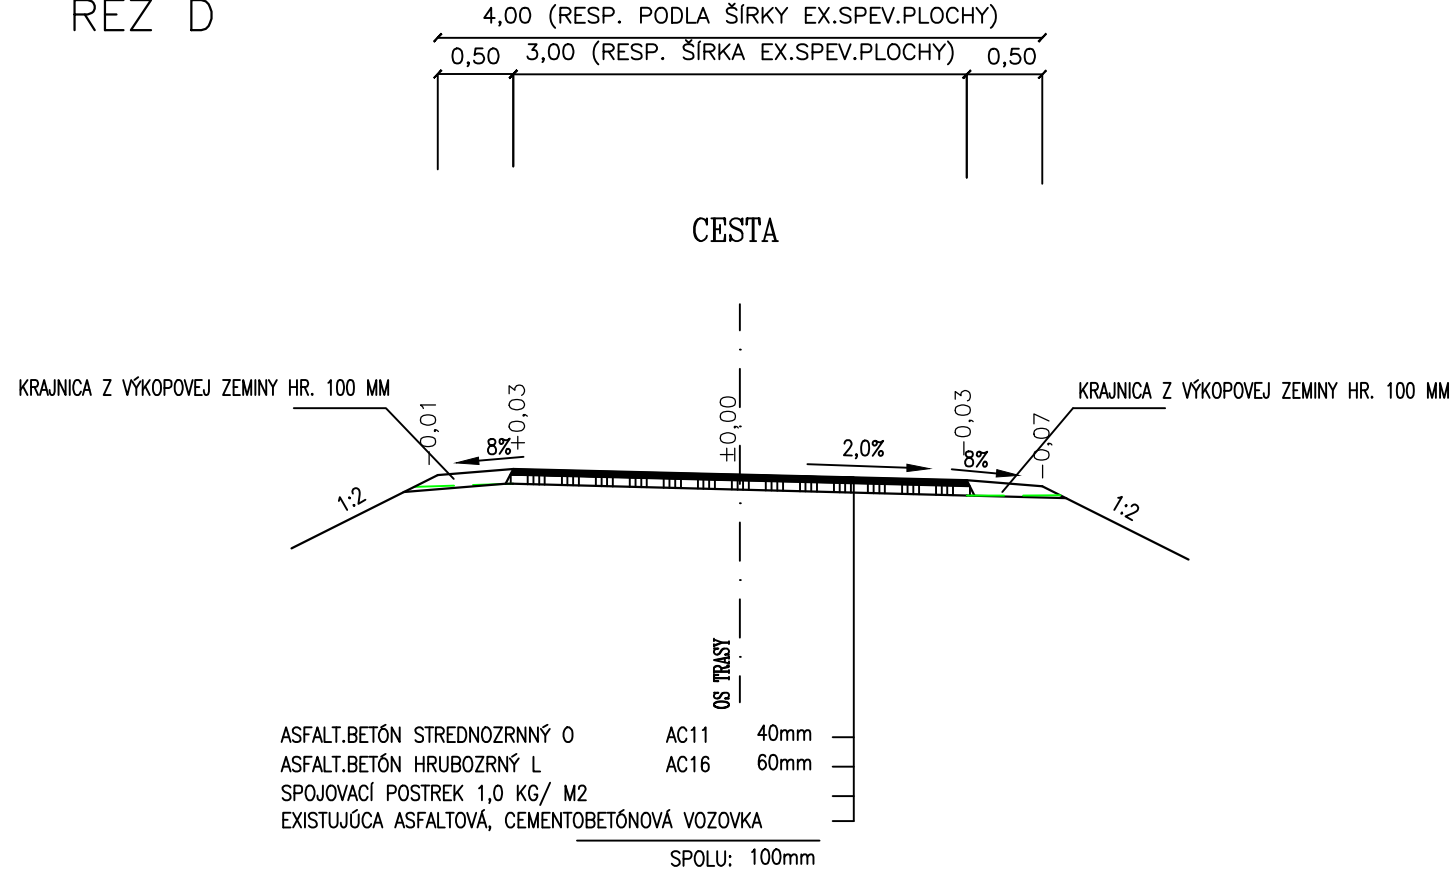 REZ D
4,00 (RESP. PODLA ŠÍRKY EX.SPEV.PLOCHY)
0,50
3,00 (RESP. ŠÍRKA EX.SPEV.PLOCHY)
0,50
CESTA
KRAJNICA Z VÝKOPOVEJ ZEMINY HR. 100 MM
KRAJNICA Z VÝKOPOVEJ ZEMINY HR. 100 MM
-0,01
+0,03
±0,00
-0,03
-0,07
8%
2,0%
8%
1:2
1:2
OS TRASY
ASFALT.BETÓN STREDNOZRNNÝ O AC11 40mm
ASFALT.BETÓN HRUBOZRNÝ L AC16 60mm
SPOJOVACÍ POSTREK 1,0 KG/ M2
EXISTUJÚCA ASFALTOVÁ, CEMENTOBETÓNOVÁ VOZOVKA
SPOLU: 100mm